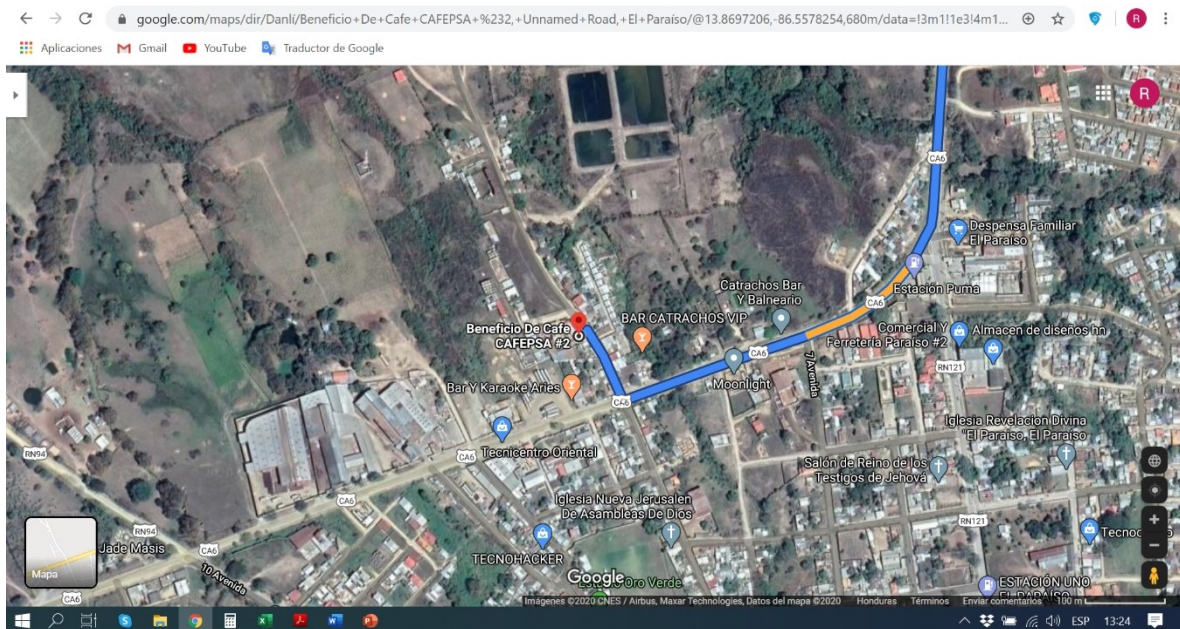 google.com/maps/dir/Danlí/Beneficio+De+Cafe+CAFEPSA+%232,+Unnamed+Road,+El+Paraíso/@13.8697206,-86.5578254,680m/data=!3m1!1e3!4m1...
R
Aplicaciones
Gmail
YouTube
Traductor de Google
R
CA6
Despensa Familiar
El Paraíso
Estación Puma
CA6
Catrachos Bar
Y Balneario
BAR CATRACHOS VIP
Beneficio De Cafe
CAFEPSA #2
Comercial Y
Ferreteria Paraiso #2
Almacen de diseños hn
CA6
RN121
7 Avenida
Moonlight
Bar Y Karaoke Aries
CA6
Iglesia Revelacion Divina
"El Paraiso, El Paraiso
Tecnicentro Oriental
RN94
CA6
Salón de Reino de los
Testigos de Jehová
CA6
Iglesia Nueva Jerusalen
De Asambleas De Dios
RN121
RN94
Jade Masis
CA6
TECNOHACKER
10 Avenida
Mapa
Google
Oro Verde
ESTACIÓN UNO
EL PARAÍSO
CA6
Imágenes ©2020 CNES / Airbus, Maxar Technologies, Datos del mapa ©2020 Honduras Términos Enviar comentarios 100 m
ESP 13:24